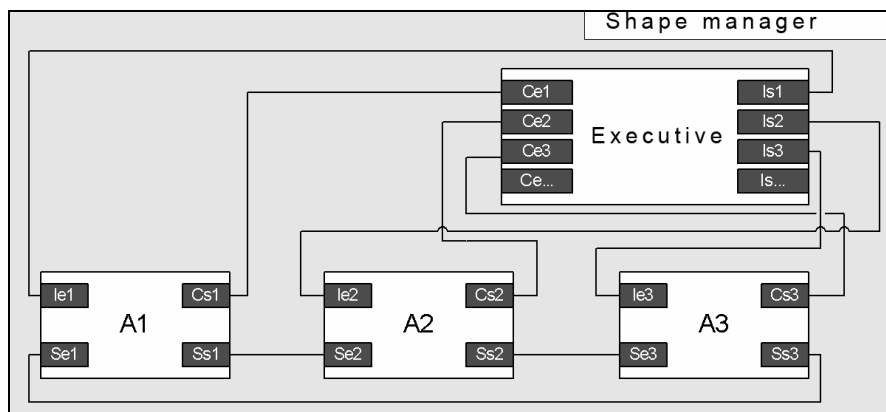 Shape manager
Ce1 Is1
Ce2 Is2
Executive
Ce3 Is3
Ce... Is...
Ie1 Cs1 Ie2 Cs2 Ie3 Cs3
A1 A2 A3
Se1 Ss1 Se2 Ss2 Se3 Ss3